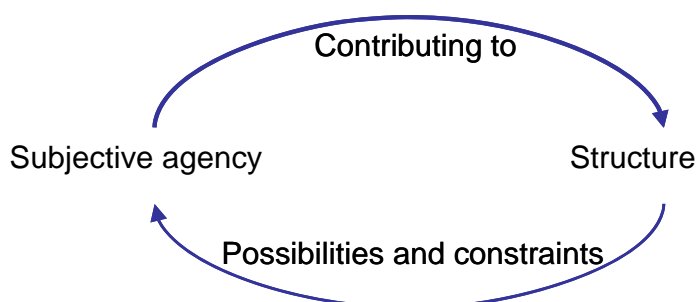 Contributing to
Subjective agency
Structure
Possibilities and constraints